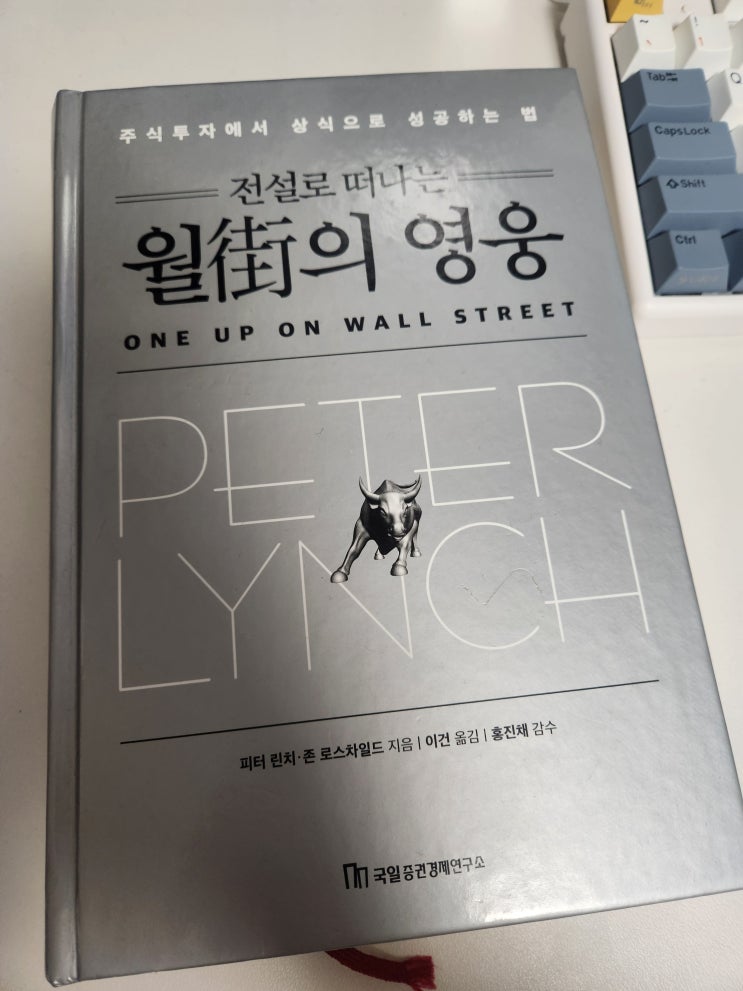 주식투자에서 상식으로 성공하는 법
전설로 떠나는
월街의 영웅
ONE UP ON WALL STREET
PETER
LYNCH
피터 린치·존 로스차일드 지음 | 이건 옮김 | 홍진채 감수
국일증권경제연구소
Tab
Q
CapsLock
Shift
Ctrl